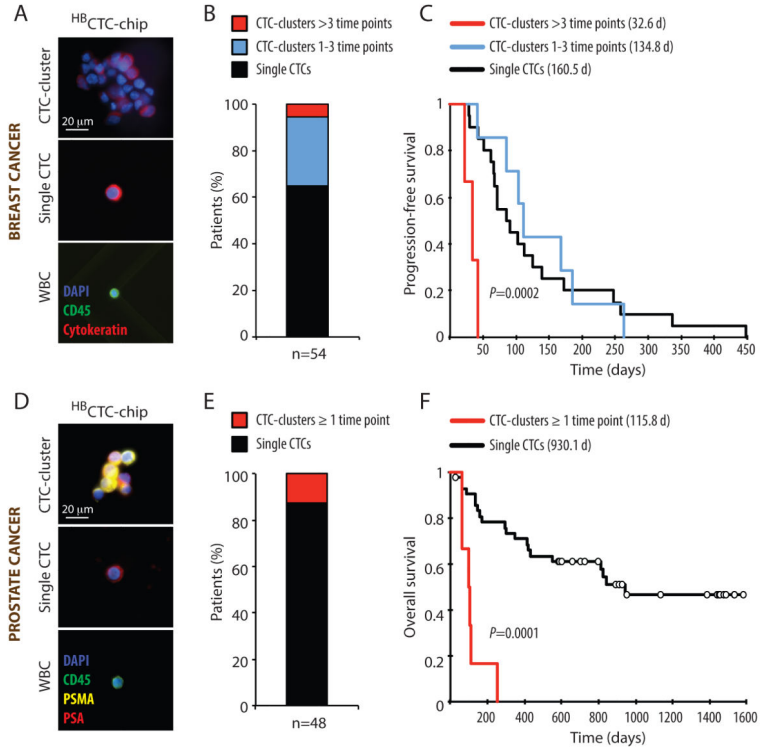 A
BREAST CANCER
HBCTC-chip
CTC-cluster
20 μm
Single CTC
WBC
DAPI
CD45
Cytokeratin
B
CTC-clusters >3 time points
CTC-clusters 1-3 time points
Single CTCs
Patients (%)
100
80
60
40
20
0
n=54
C
CTC-clusters >3 time points (32.6 d)
CTC-clusters 1-3 time points (134.8 d)
Single CTCs (160.5 d)
Progression-free survival
1
0.8
0.6
0.4
0.2
P=0.0002
50 100 150 200 250 300 350 400 450
Time (days)
D
PROSTATE CANCER
HBCTC-chip
CTC-cluster
20 μm
Single CTC
WBC
DAPI
CD45
PSMA
PSA
E
CTC-clusters ≥ 1 time point
Single CTCs
Patients (%)
100
80
60
40
20
0
n=48
F
CTC-clusters ≥ 1 time point (115.8 d)
Single CTCs (930.1 d)
Overall survival
1
0.8
0.6
0.4
0.2
P=0.0001
200 400 600 800 1000 1200 1400 1600
Time (days)